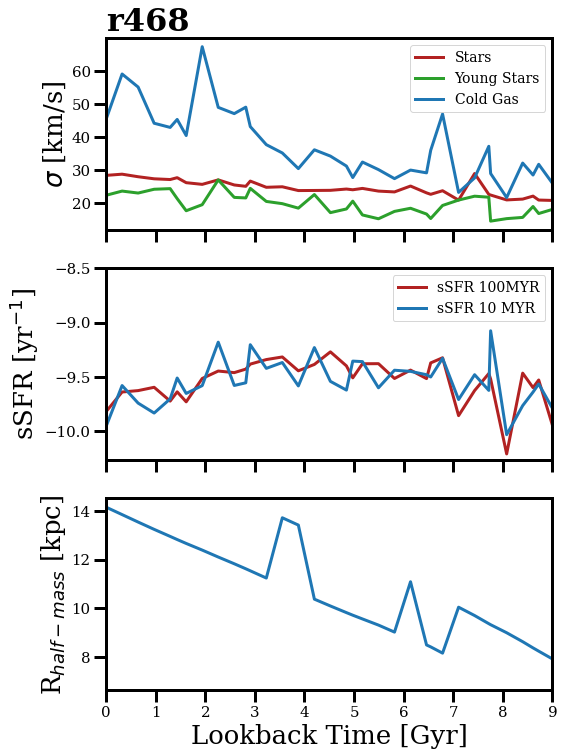 r468
σ [km/s]
60
50
40
30
20
Stars
Young Stars
Cold Gas
sSFR [yr⁻¹]
−8.5
−9.0
−9.5
−10.0
sSFR 100MYR
sSFR 10 MYR
R_half−mass [kpc]
14
12
10
8
0 1 2 3 4 5 6 7 8 9
Lookback Time [Gyr]